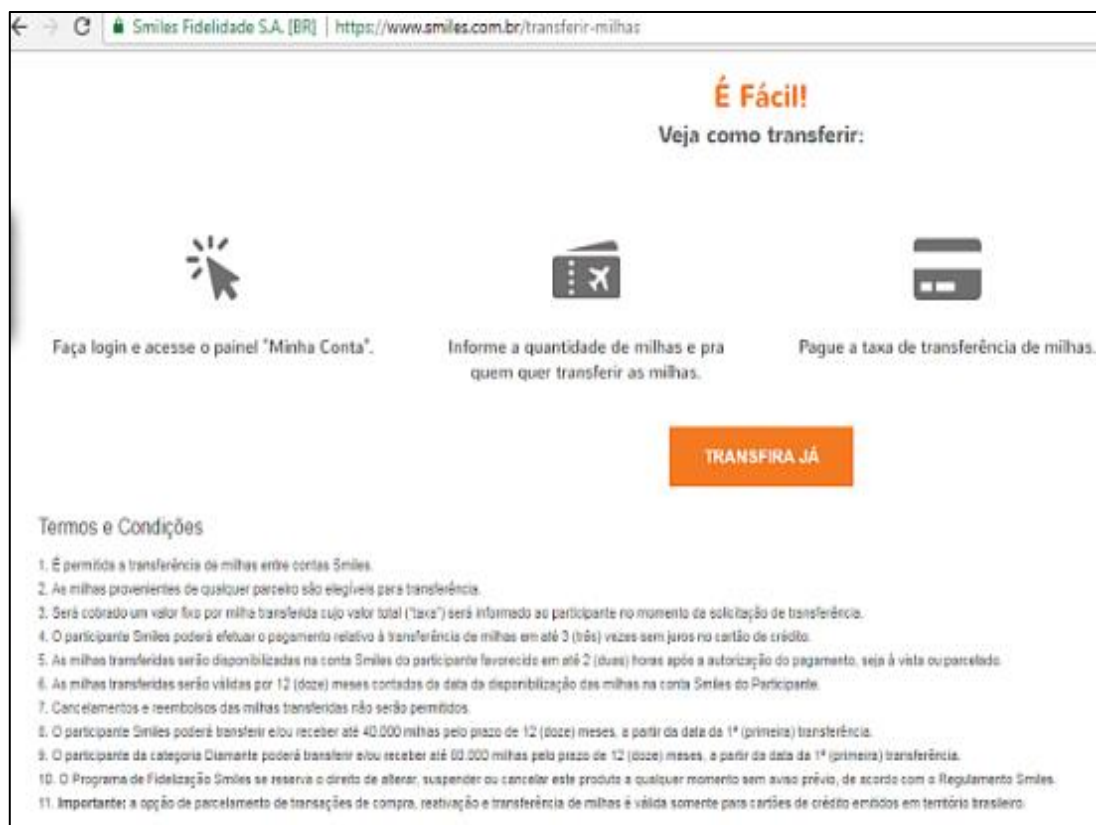 Smiles Fidelidade S.A. [BR] | https://www.smiles.com.br/transferir-milhas
É Fácil!
Veja como transferir:
Faça login e acesse o painel "Minha Conta".
Informe a quantidade de milhas e pra
quem quer transferir as milhas.
Pague a taxa de transferência de milhas.
TRANSFIRA JÁ
Termos e Condições
1. É permitida a transferência de milhas entre contas Smiles.
2. As milhas provenientes de qualquer parceiro são elegíveis para transferência.
3. Será cobrado um valor fixo por milha transferida cujo valor total ("taxa") será informado ao participante no momento da solicitação de transferência.
4. O participante Smiles poderá efetuar o pagamento relativo à transferência de milhas em até 3 (três) vezes sem juros no cartão de crédito.
5. As milhas transferidas serão disponibilizadas na conta Smiles do participante favorecido em até 2 (duas) horas após a autorização do pagamento, seja à vista ou parcelado.
6. As milhas transferidas serão válidas por 12 (doze) meses contados da data da disponibilização das milhas na conta Smiles do Participante.
7. Cancelamentos e reembolsos das milhas transferidas não serão permitidos.
8. O participante Smiles poderá transferir e/ou receber até 40.000 milhas pelo prazo de 12 (doze) meses, a partir da data da 1ª (primeira) transferência.
9. O participante da categoria Diamante poderá transferir e/ou receber até milhas pelo prazo de 12 (doze) meses, a partir da data da 1ª (primeira) transferência.
10. O Programa de Fidelização Smiles se reserva o direito de alterar, suspender ou cancelar este produto a qualquer momento sem aviso prévio, de acordo com o Regulamento Smiles.
11. Importante: a opção de parcelamento de transações de compra, reativação e transferência de milhas é válida somente para cartões de crédito emitidos em território brasileiro.